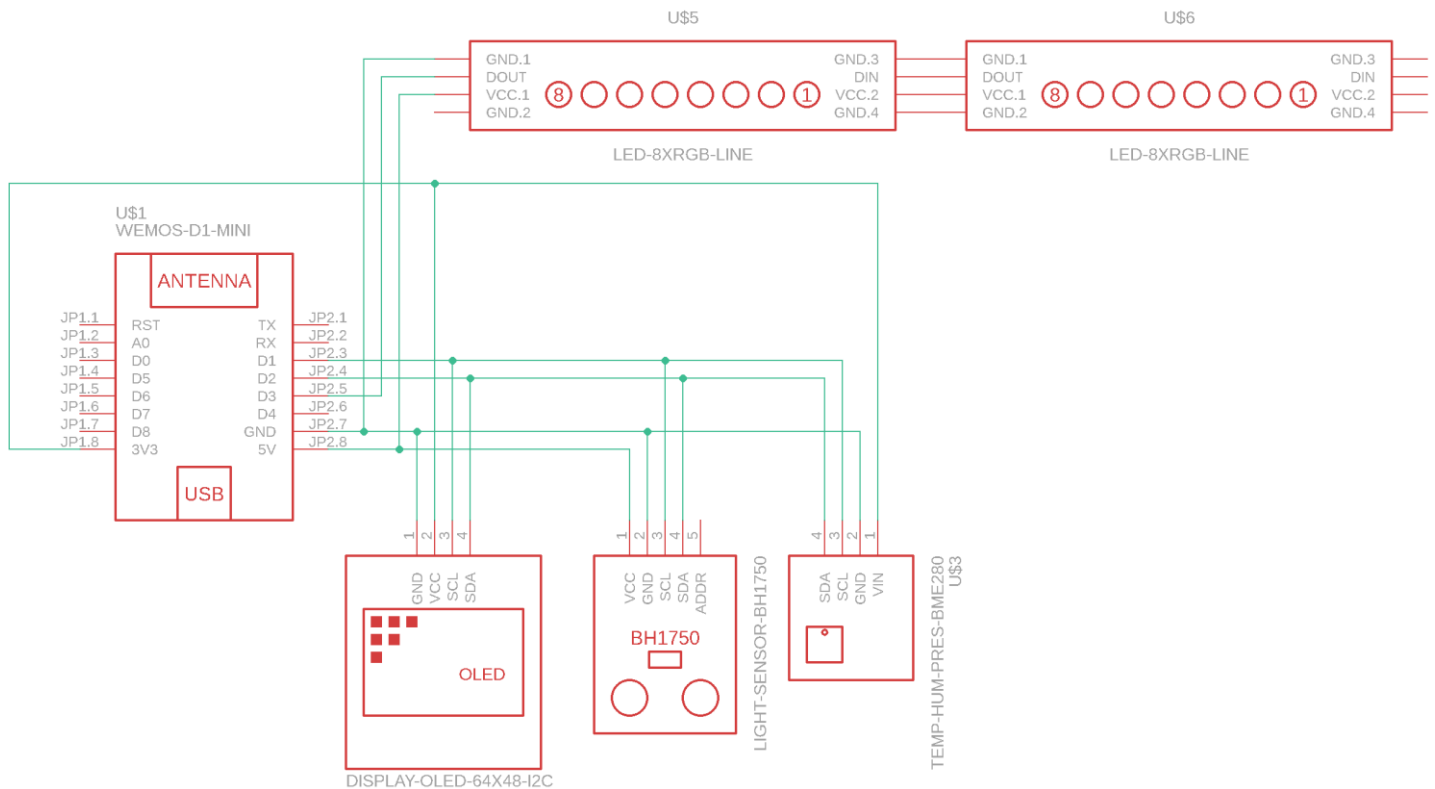 U$5
U$6
GND.1 GND.3
DOUT DIN
VCC.1 8 1 VCC.2
GND.2 GND.4
GND.1 GND.3
DOUT DIN
VCC.1 8 1 VCC.2
GND.2 GND.4
LED-8XRGB-LINE
LED-8XRGB-LINE
U$1
WEMOS-D1-MINI
ANTENNA
JP1.1 RST TX JP2.1
JP1.2 A0 RX JP2.2
JP1.3 D0 D1 JP2.3
JP1.4 D5 D2 JP2.4
JP1.5 D6 D3 JP2.5
JP1.6 D7 D4 JP2.6
JP1.7 D8 GND JP2.7
JP1.8 3V3 5V JP2.8
USB
1 2 3 4
GND VCC SCL SDA
OLED
DISPLAY-OLED-64X48-I2C
1 2 3 4 5
VCC GND SCL SDA ADDR
BH1750
LIGHT-SENSOR-BH1750
4 3 2 1
SDA SCL GND VIN
TEMP-HUM-PRES-BME280
U$3